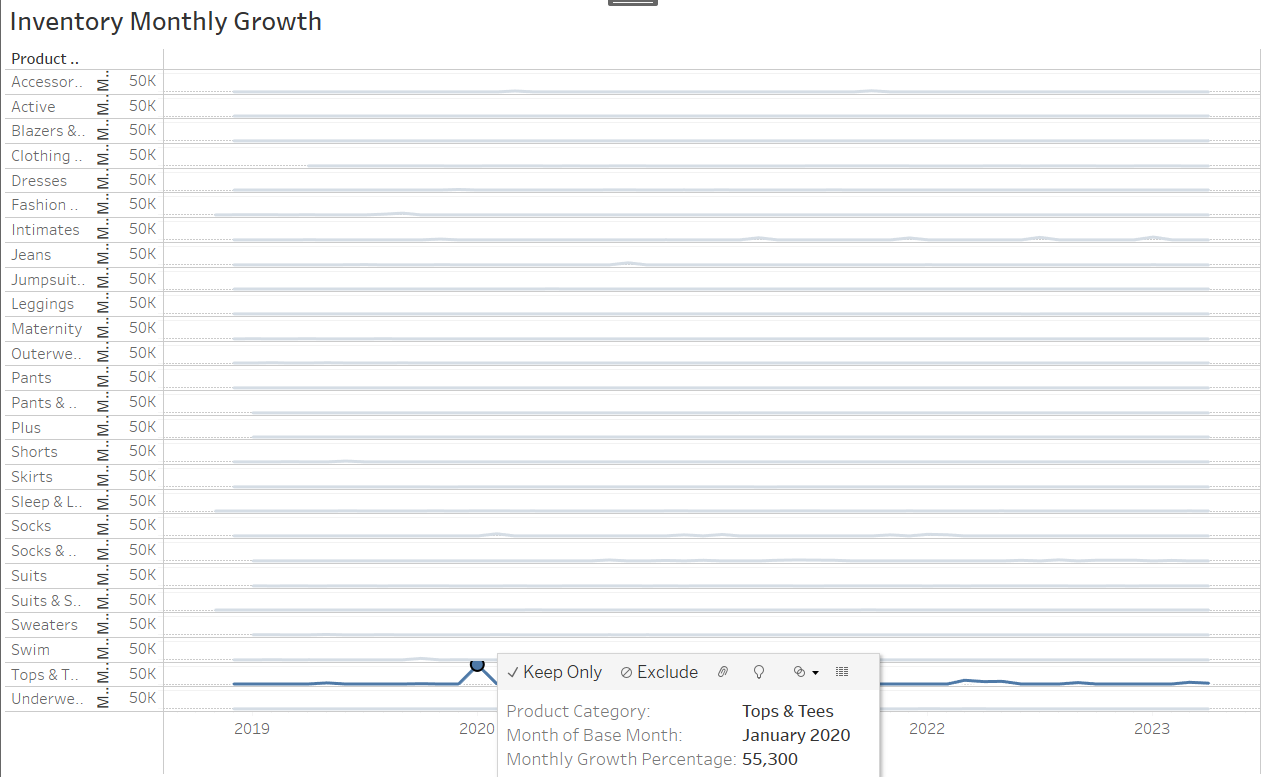 Inventory Monthly Growth
Product ..
Accessor.. M.. 50K
Active M.. 50K
Blazers &.. M.. 50K
Clothing .. M.. 50K
Dresses M.. 50K
Fashion .. M.. 50K
Intimates M.. 50K
Jeans M.. 50K
Jumpsuit.. M.. 50K
Leggings M.. 50K
Maternity M.. 50K
Outerwe.. M.. 50K
Pants M.. 50K
Pants & .. M.. 50K
Plus M.. 50K
Shorts M.. 50K
Skirts M.. 50K
Sleep & L.. M.. 50K
Socks M.. 50K
Socks & .. M.. 50K
Suits M.. 50K
Suits & S.. M.. 50K
Sweaters M.. 50K
Swim M.. 50K
Tops & T.. M.. 50K
Underwe.. M.. 50K
2019 2020 2022 2023
Keep Only Exclude
Product Category: Tops & Tees
Month of Base Month: January 2020
Monthly Growth Percentage: 55,300